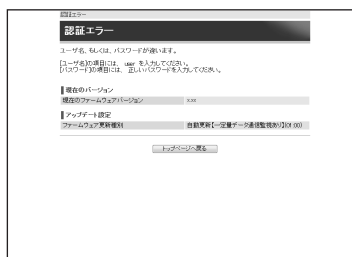 認証エラー
認証エラー
ユーザ名、もしくは、パスワードが違います。
[ユーザ名]の項目には、 user を入力してください。
[パスワード]の項目には、正しいパスワードを入力してください。
現在のバージョン
現在のファームウェアバージョン x.xx
アップデート設定
ファームウェア更新種別 自動更新【一定量データ通信監視あり】(01:00)
トップページへ戻る